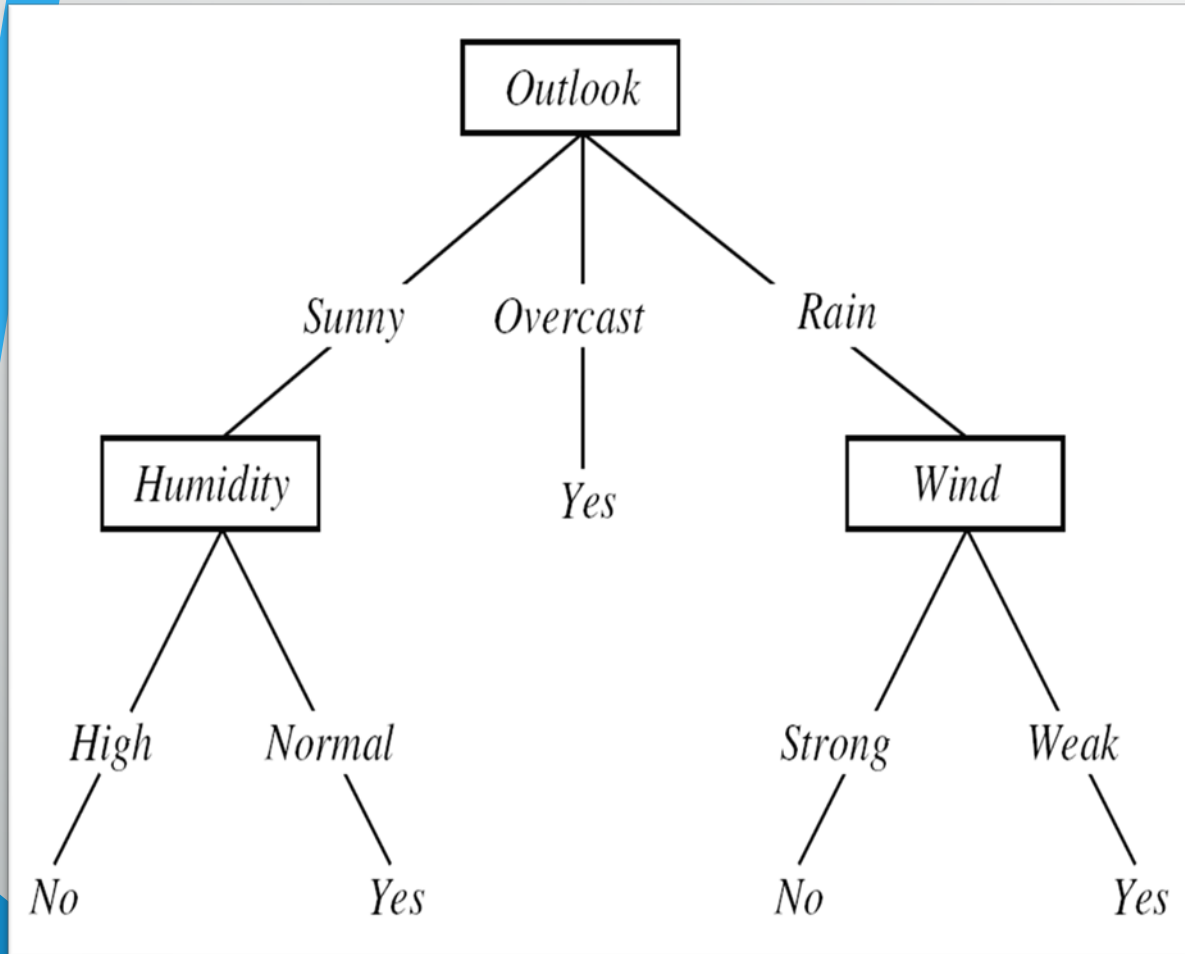 Outlook
Sunny Overcast Rain
Humidity Yes Wind
High Normal Strong Weak
No Yes No Yes